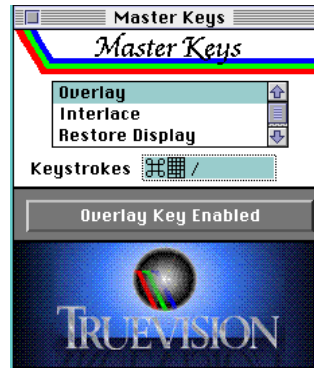 Master Keys
Master Keys
Overlay
Interlace
Restore Display
Keystrokes ⌘▦ /
Overlay Key Enabled
TRUEVISION